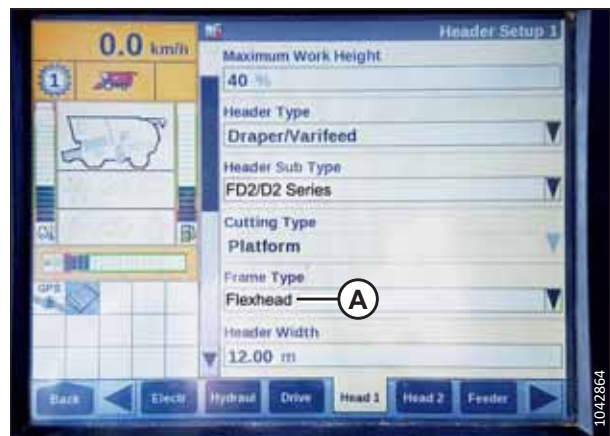 0.0 km/h
1
GPS
Header Setup 1
Maximum Work Height
40 %
Header Type
Draper/Varifeed
Header Sub Type
FD2/D2 Series
Cutting Type
Platform
Frame Type
Flexhead
A
Header Width
12.00 m
Back
Electr
Hydraul
Drive
Head 1
Head 2
Feeder
1042864